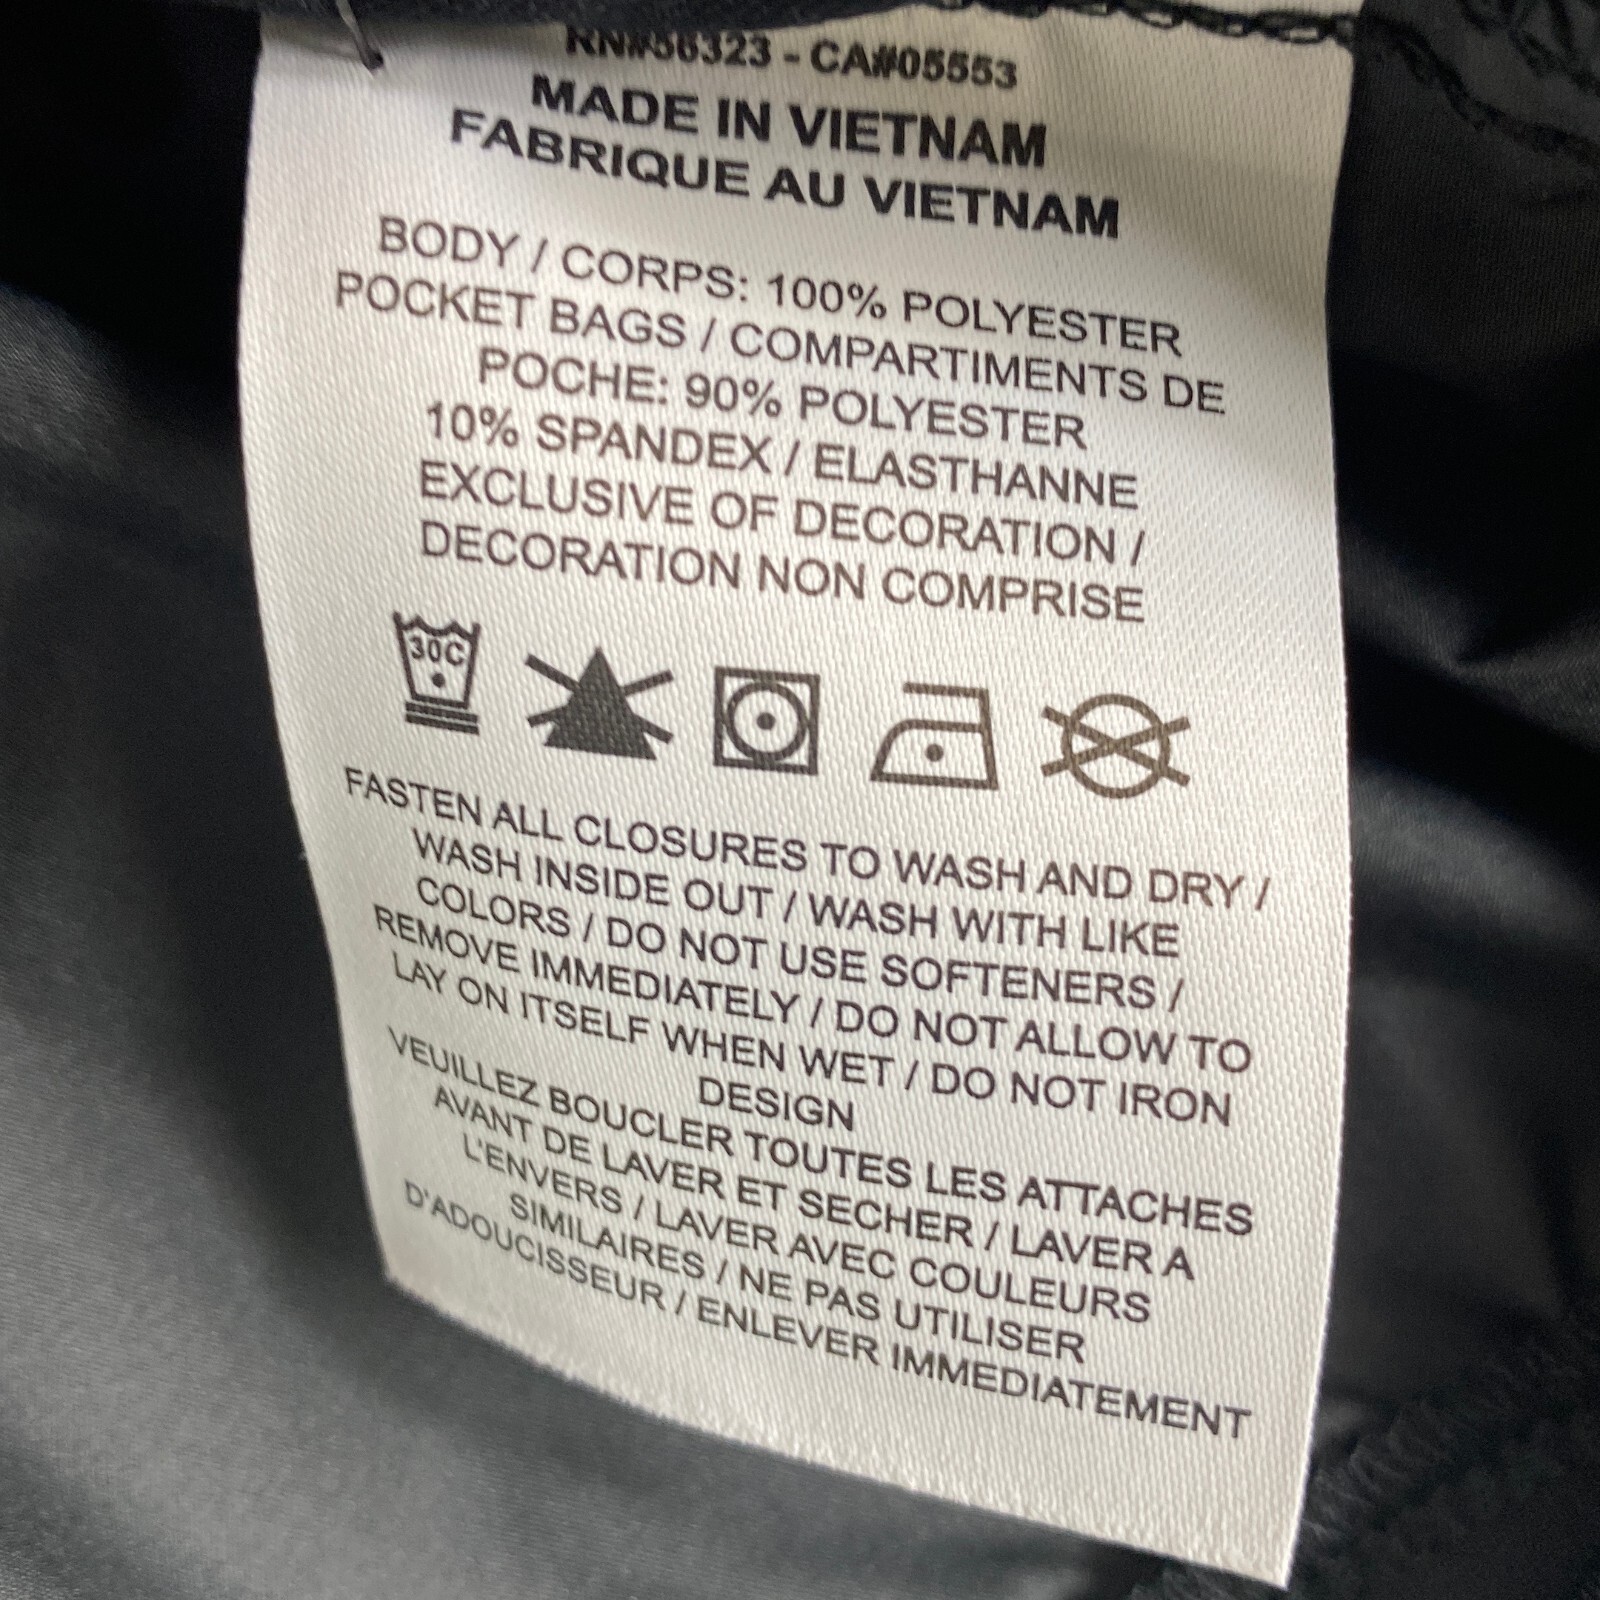 RN#56323 - CA#05553
MADE IN VIETNAM
FABRIQUE AU VIETNAM
BODY / CORPS: 100% POLYESTER
POCKET BAGS / COMPARTIMENTS DE
POCHE: 90% POLYESTER
10% SPANDEX / ELASTHANNE
EXCLUSIVE OF DECORATION /
DECORATION NON COMPRISE
30C
FASTEN ALL CLOSURES TO WASH AND DRY /
WASH INSIDE OUT / WASH WITH LIKE
COLORS / DO NOT USE SOFTENERS /
REMOVE IMMEDIATELY / DO NOT ALLOW TO
LAY ON ITSELF WHEN WET / DO NOT IRON
DESIGN
VEUILLEZ BOUCLER TOUTES LES ATTACHES
AVANT DE LAVER ET SECHER / LAVER A
L'ENVERS / LAVER AVEC COULEURS
SIMILAIRES / NE PAS UTILISER
D'ADOUCISSEUR / ENLEVER IMMEDIATEMENT